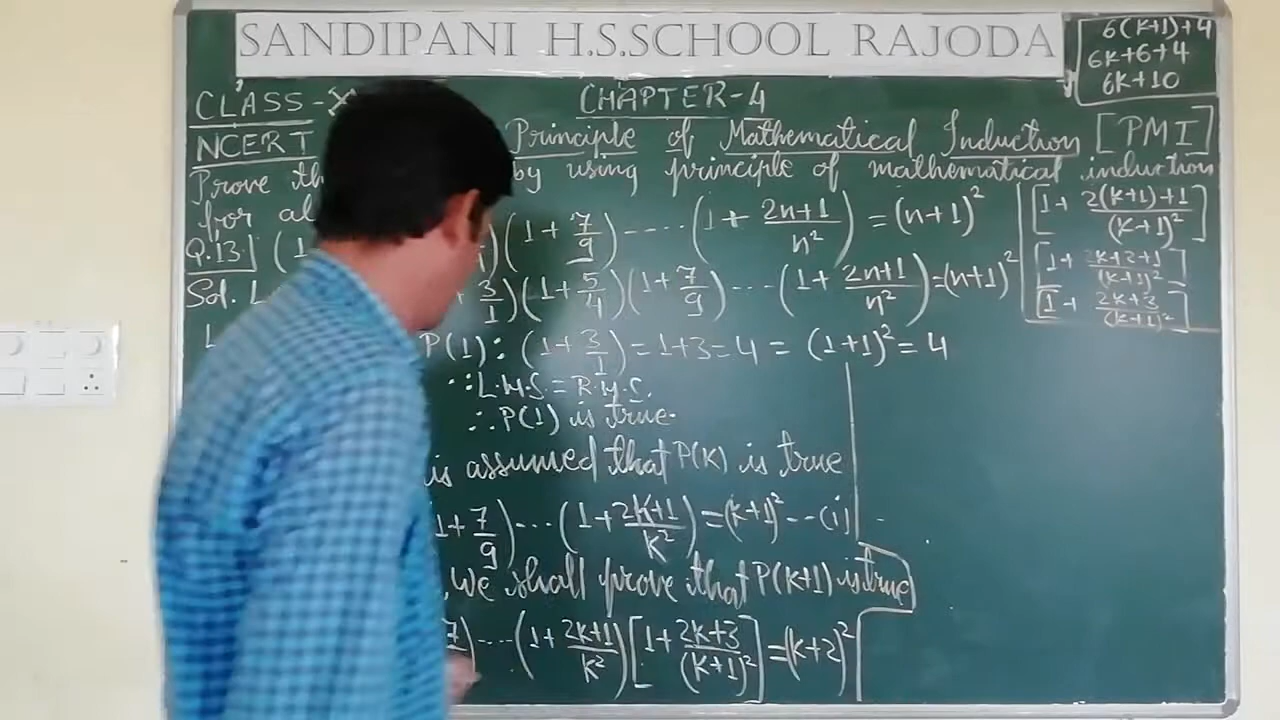 SANDIPANI H.S.SCHOOL RAJODA
6(k+1)+4
6k+6+4
6k+10
CLASS-X
CHAPTER-4
NCERT Principle of Mathematical Induction [PMI]
Prove th by using principle of mathematical induction
for al
Q.13. (1 )(1+7/9)-----(1+(2n+1)/n²)=(n+1)²
[1+(2(k+1)+1)/(k+1)²]
[1+(2k+2+1)/(k+1)²]
[1+(2k+3)/(k+1)²]
Sol. L +3/1)(1+5/4)(1+7/9)---(1+(2n+1)/n²)=(n+1)²
L P(1): (1+3/1)=1+3=4=(1+1)²=4
∵L.H.S.=R.H.S.
∴P(1) is true.
is assumed that P(K) is true
1+7/9)---(1+(2k+1)/k²)=(k+1)²--(i)
, we shall prove that P(k+1) is true
7 )----(1+(2k+1)/k²)[1+(2k+3)/(k+1)²]=(k+2)²